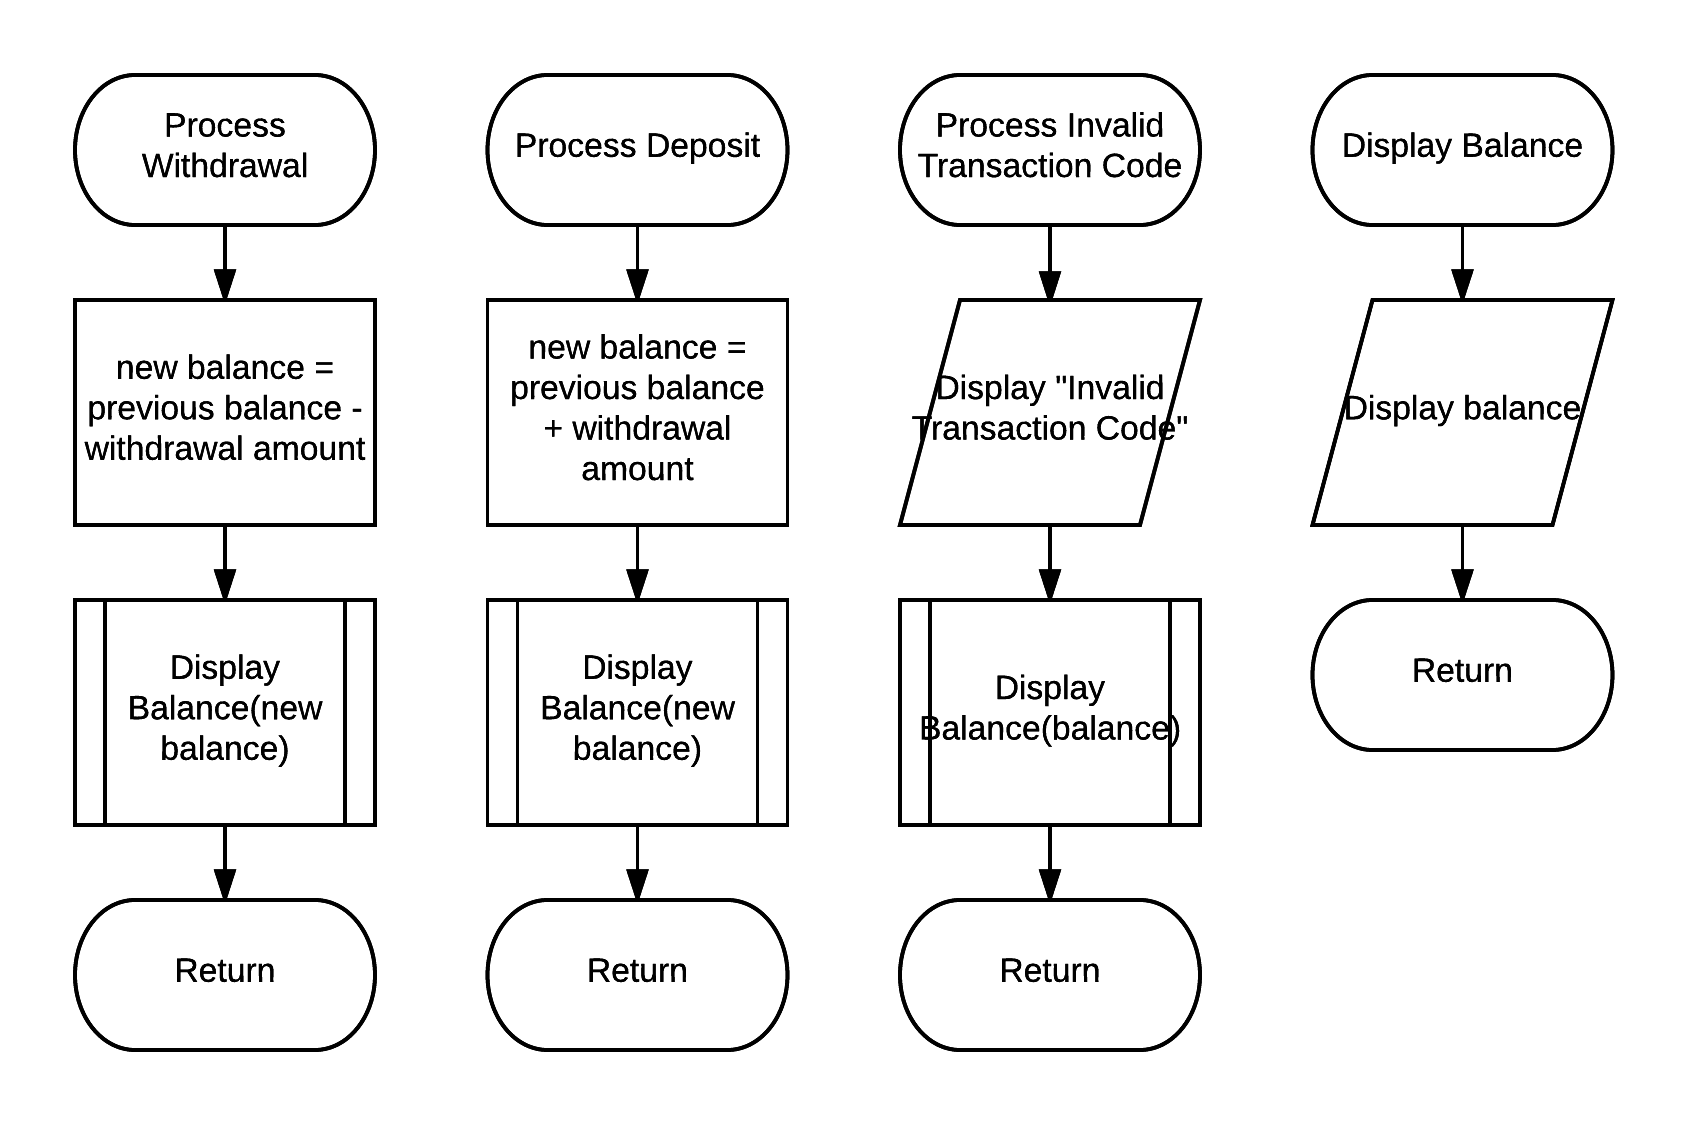 Process
Withdrawal
new balance =
previous balance -
withdrawal amount
Display
Balance(new
balance)
Return
Process Deposit
new balance =
previous balance
+ withdrawal
amount
Display
Balance(new
balance)
Return
Process Invalid
Transaction Code
Display "Invalid
Transaction Code"
Display
Balance(balance)
Return
Display Balance
Display balance
Return